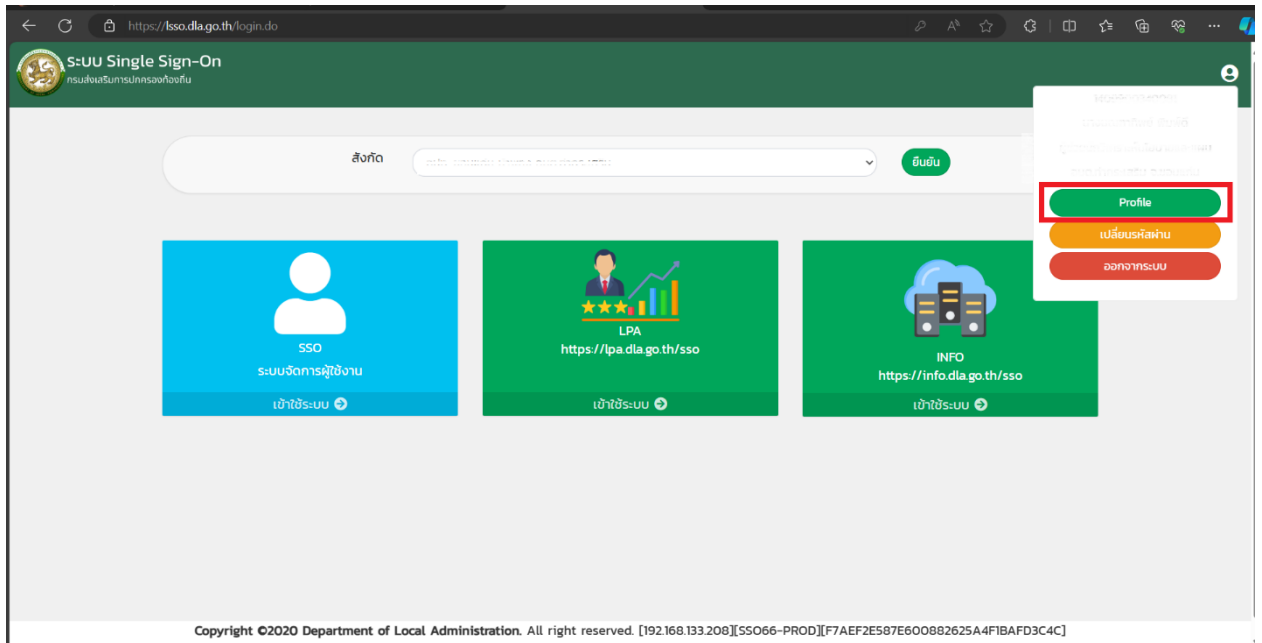 https://lsso.dla.go.th/login.do
ระบบ Single Sign-On
กรมส่งเสริมการปกครองท้องถิ่น
สังกัด
ยืนยัน
Profile
เปลี่ยนรหัสผ่าน
ออกจากระบบ
SSO
ระบบจัดการผู้ใช้งาน
เข้าใช้ระบบ
LPA
https://lpa.dla.go.th/sso
เข้าใช้ระบบ
INFO
https://info.dla.go.th/sso
เข้าใช้ระบบ
Copyright ©2020 Department of Local Administration. All right reserved. [192.168.133.208][SSO66-PROD][F7AEF2E587E600882625A4F1BAFD3C4C]